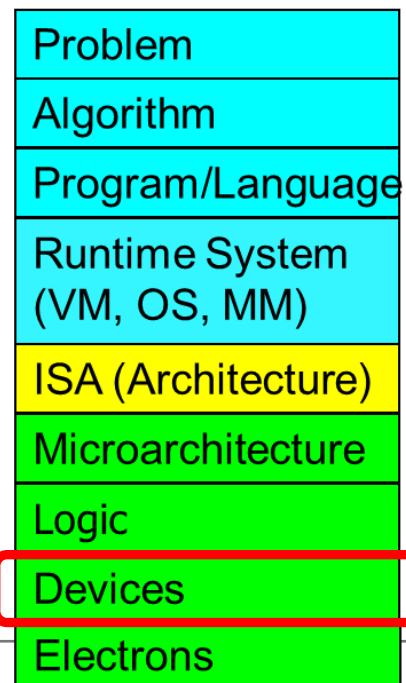 Problem
Algorithm
Program/Language
Runtime System
(VM, OS, MM)
ISA (Architecture)
Microarchitecture
Logic
Devices
Electrons